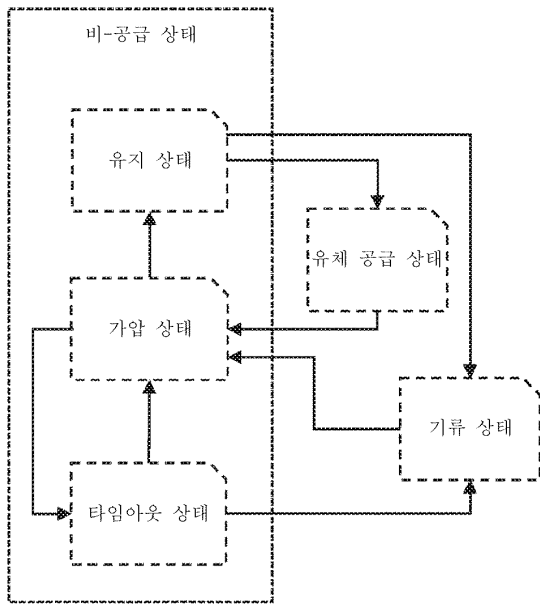 비-공급 상태
유지 상태
유체 공급 상태
가압 상태
기류 상태
타임아웃 상태